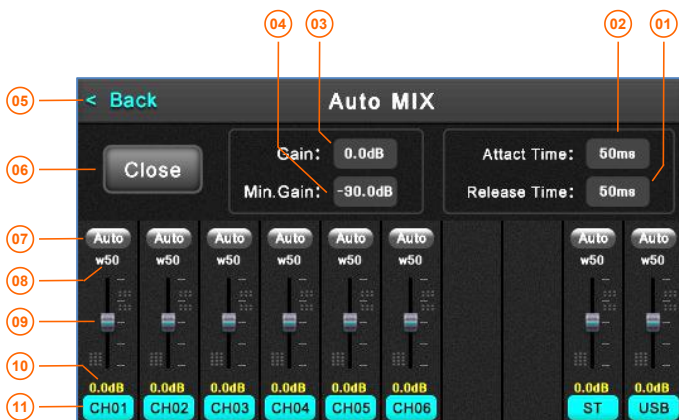 04 03 02 01
05 < Back Auto MIX
06 Close Gain: 0.0dB Attact Time: 50ms
Min.Gain: -90.0dB Release Time: 50ms
07 Auto Auto Auto Auto Auto Auto Auto Auto
08 w50 w50 w50 w50 w50 w50 w50 w50
09
10 0.0dB 0.0dB 0.0dB 0.0dB 0.0dB 0.0dB 0.0dB 0.0dB
11 CH01 CH02 CH03 CH04 CH05 CH06 ST USB